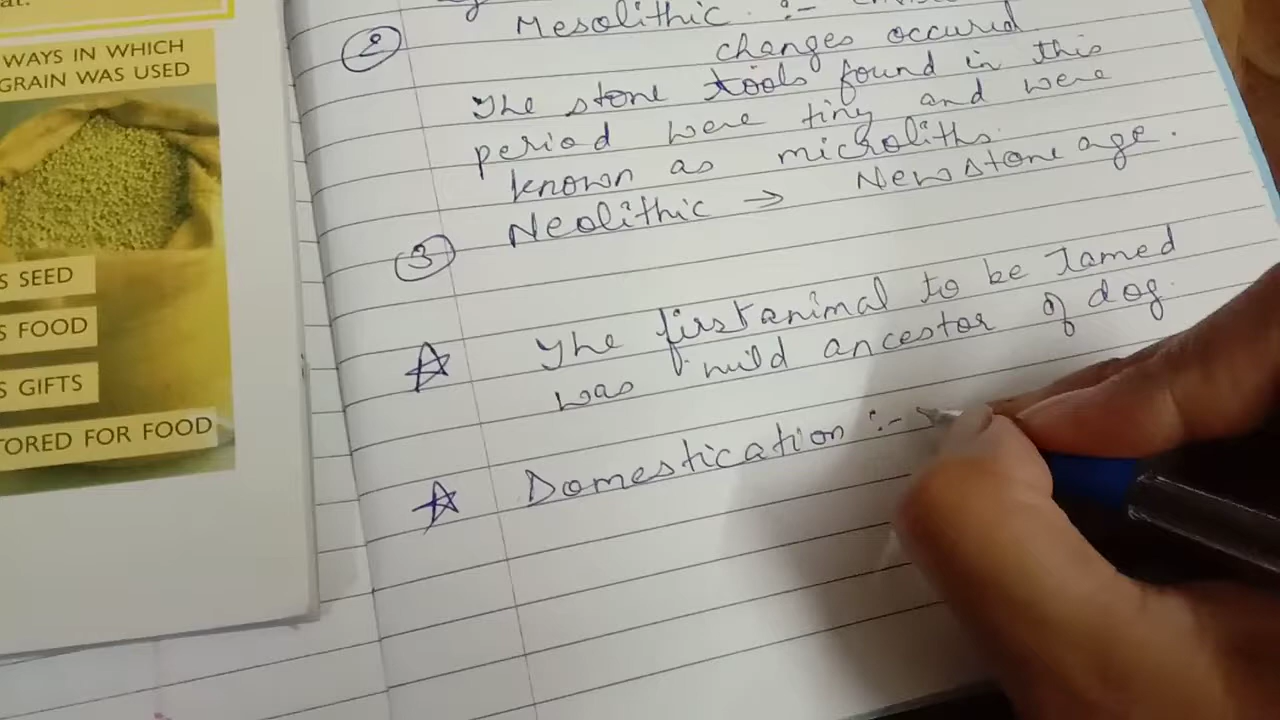 at.
WAYS IN WHICH
GRAIN WAS USED
S SEED
S FOOD
S GIFTS
TORED FOR FOOD
② Mesolithic :-
changes occured
The stone tools found in this
period were tiny and were
known as microliths.
③ Neolithic → New stone age.
The first animal to be tamed
was wild ancestor of dog.
Domestication :-